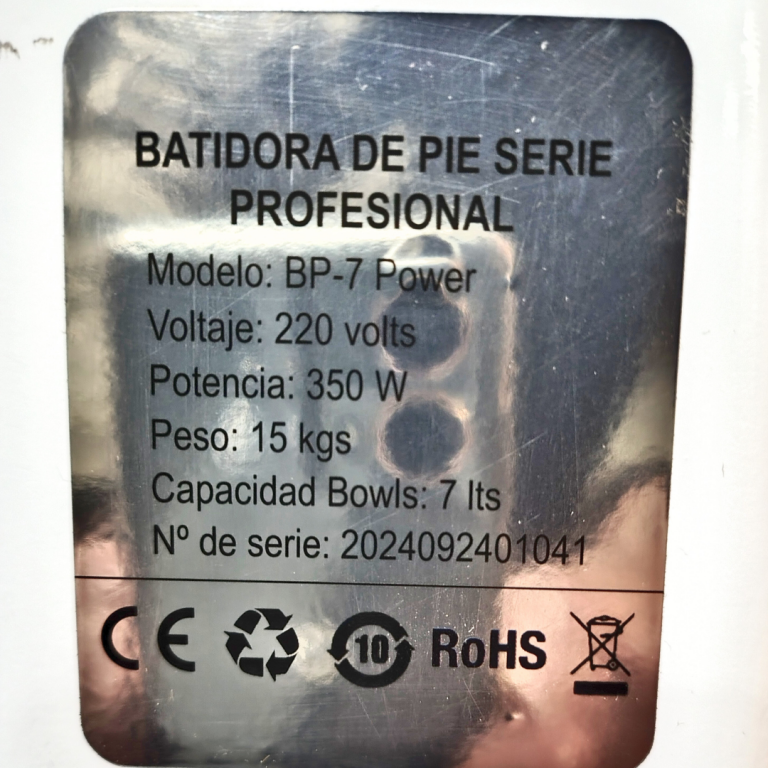 BATIDORA DE PIE SERIE
PROFESIONAL
Modelo: BP-7 Power
Voltaje: 220 volts
Potencia: 350 W
Peso: 15 kgs
Capacidad Bowls: 7 lts
Nº de serie: 2024092401041
CE 10 RoHS